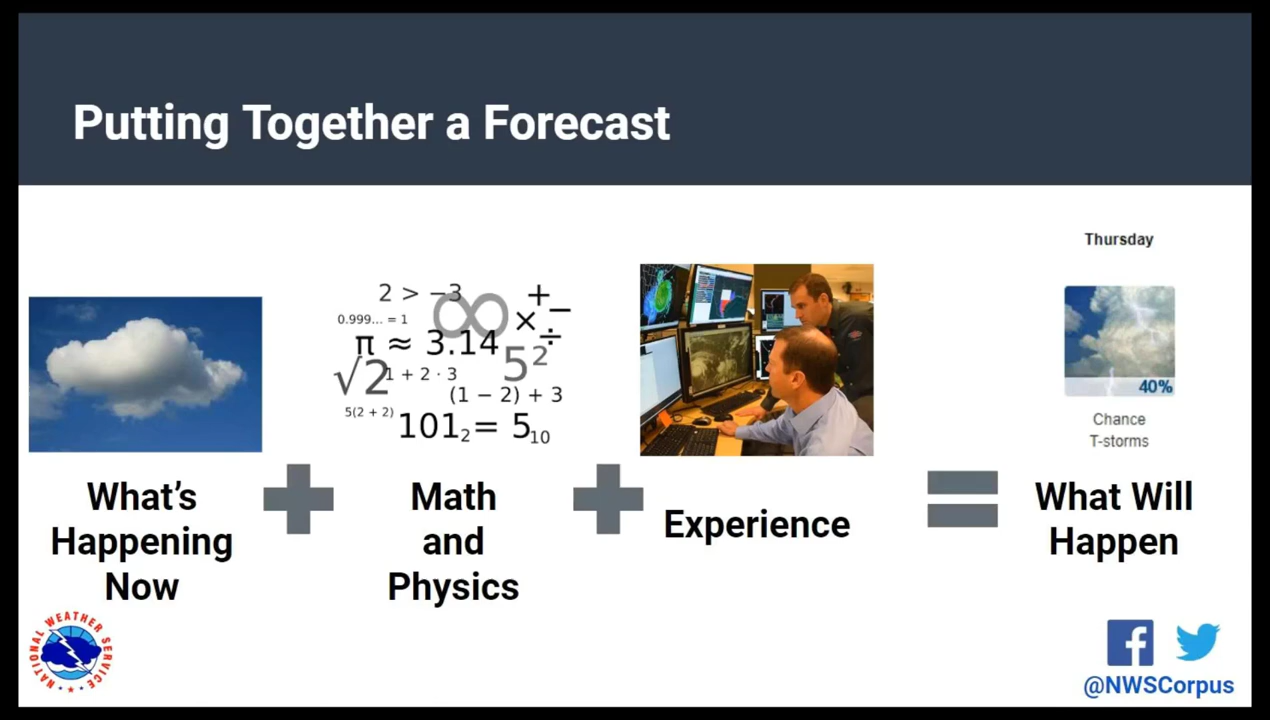 Putting Together a Forecast
Thursday
2 > −3
∞
+
−
×
÷
0.999... = 1
π ≈ 3.14
√2
5²
1 + 2 · 3
(1 − 2) + 3
5(2 + 2)
101₂ = 5₁₀
40%
Chance
T-storms
What's
Happening
Now
Math
and
Physics
Experience
What Will
Happen
NATIONAL WEATHER SERVICE
@NWSCorpus